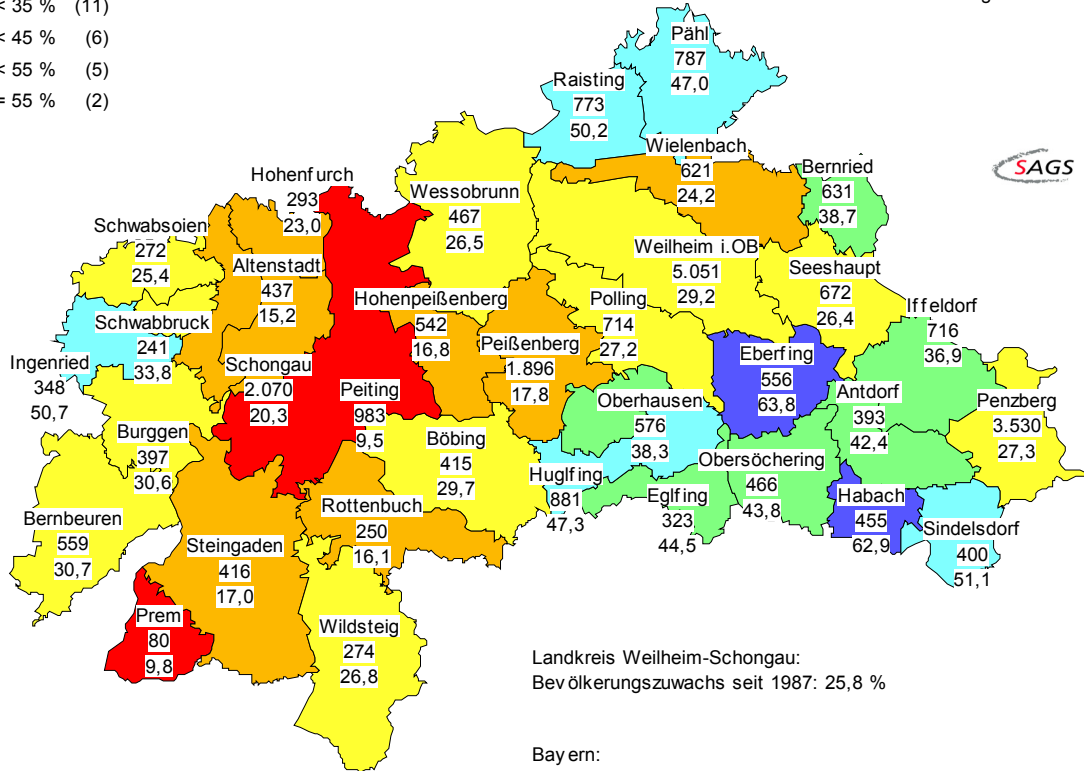 < 35 % (11)
< 45 % (6)
< 55 % (5)
= 55 % (2)
Pähl
787
47,0
Raisting
773
50,2
Wielenbach
621
24,2
Bernried
631
38,7
SAGS
Hohenfurch
293
23,0
Wessobrunn
467
26,5
Schwabsoien
272
25,4
Altenstadt
437
15,2
Weilheim i.OB
5.051
29,2
Seeshaupt
672
26,4
Iffeldorf
716
36,9
Schwabbruck
241
33,8
Hohenpeißenberg
542
16,8
Polling
714
27,2
Peißenberg
1.896
17,8
Eberfing
556
63,8
Ingenried
348
50,7
Schongau
2.070
20,3
Peiting
983
9,5
Oberhausen
576
38,3
Antdorf
393
42,4
Penzberg
3.530
27,3
Burggen
397
30,6
Böbing
415
29,7
Huglfing
881
47,3
Obersöchering
466
43,8
Eglfing
323
44,5
Habach
455
62,9
Sindelsdorf
400
51,1
Bernbeuren
559
30,7
Steingaden
416
17,0
Rottenbuch
250
16,1
Prem
80
9,8
Wildsteig
274
26,8
Landkreis Weilheim-Schongau:
Bevölkerungszuwachs seit 1987: 25,8 %
Bayern: